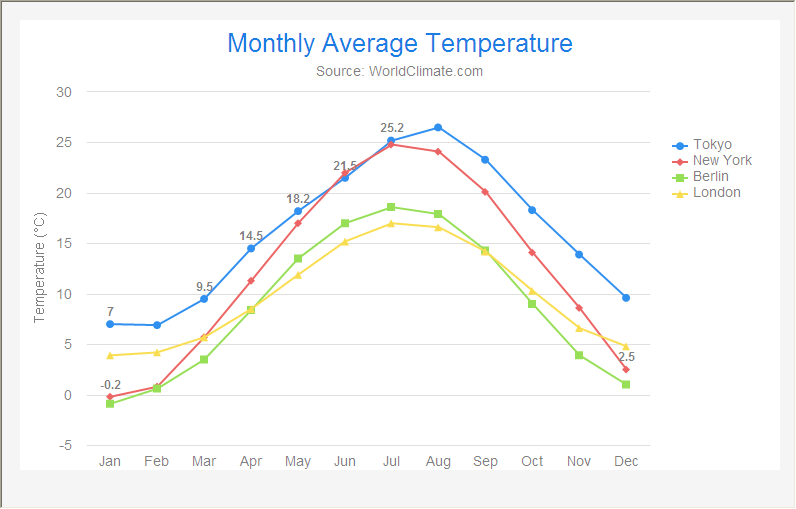 Monthly Average Temperature
Source: WorldClimate.com
Temperature (°C)
30
25
20
15
10
5
0
-5
7
9.5
14.5
18.2
21.5
25.2
-0.2
2.5
Jan Feb Mar Apr May Jun Jul Aug Sep Oct Nov Dec
Tokyo
New York
Berlin
London